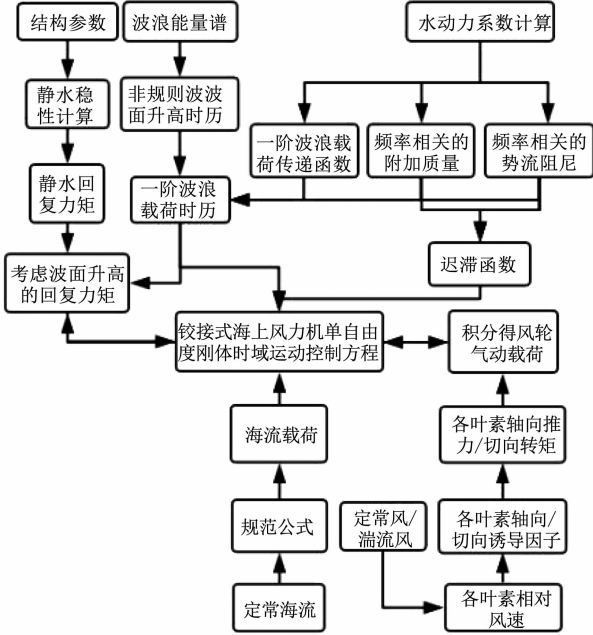 结构参数
波浪能量谱
水动力系数计算
静水稳
性计算
非规则波波
面升高时历
一阶波浪载
荷传递函数
频率相关的
附加质量
频率相关的
势流阻尼
静水回
复力矩
一阶波浪
载荷时历
考虑波面升高
的回复力矩
迟滞函数
铰接式海上风力机单自由
度刚体时域运动控制方程
积分得风轮
气动载荷
海流载荷
各叶素轴向推
力/切向转矩
规范公式
定常风/
湍流风
各叶素轴向/
切向诱导因子
定常海流
各叶素相对
风速